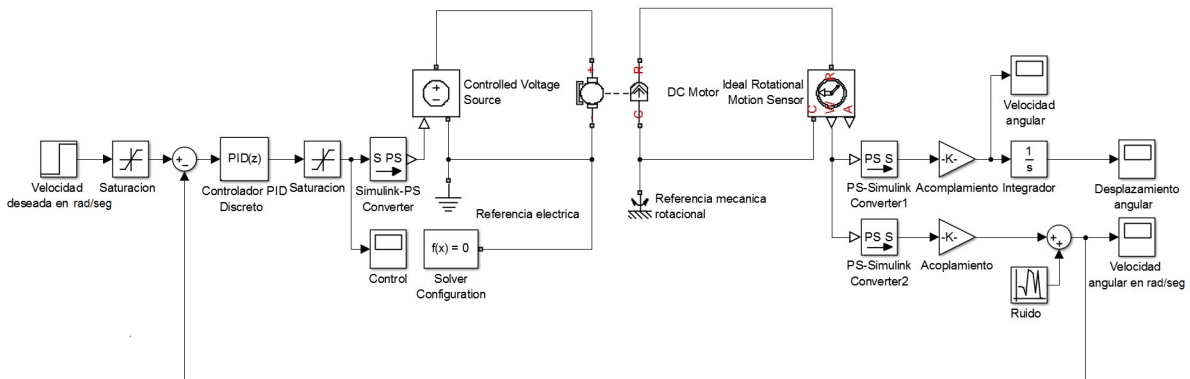 Velocidad
deseada en rad/seg
Saturacion
+
-
PID(z)
Controlador PID
Discreto
Saturacion
S PS
Simulink-PS
Converter
Control
+
-
Controlled Voltage
Source
Referencia electrica
f(x) = 0
Solver
Configuration
+
-
R
C
DC Motor
Referencia mecanica
rotacional
Ideal Rotational
Motion Sensor
R
C
W
A
PS S
PS-Simulink
Converter1
-K-
Acoplamiento
1
s
Integrador
Velocidad
angular
Desplazamiento
angular
PS S
PS-Simulink
Converter2
-K-
Acoplamiento
+
+
Ruido
Velocidad
angular en rad/seg